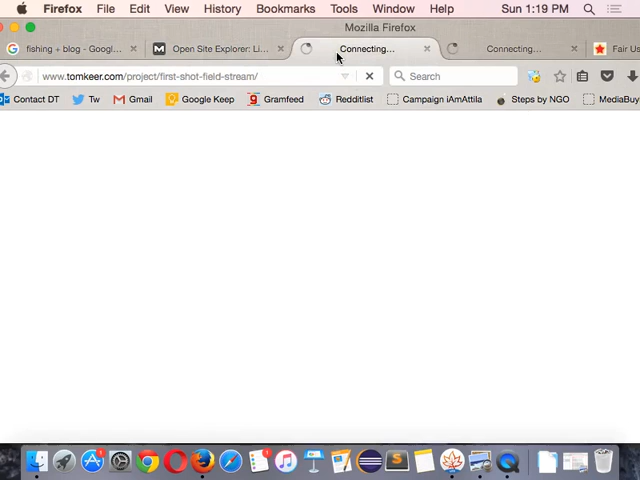 Firefox File Edit View History Bookmarks Tools Window Help Sun 1:19 PM
Mozilla Firefox
fishing + blog - Googl... Open Site Explorer: Li... Connecting... Connecting... Fair Us
www.tomkeer.com/project/first-shot-field-stream/ Search
Contact DT Tw Gmail Google Keep Gramfeed Redditlist Campaign iAmAttila Steps by NGO MediaBuy